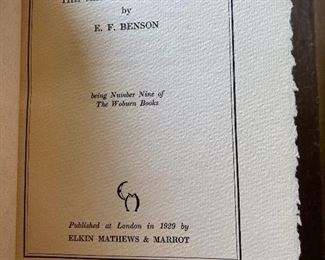 by
E. F. BENSON
being Number Nine of
The Woburn Books
Published at London in 1929 by
ELKIN MATHEWS & MARROT